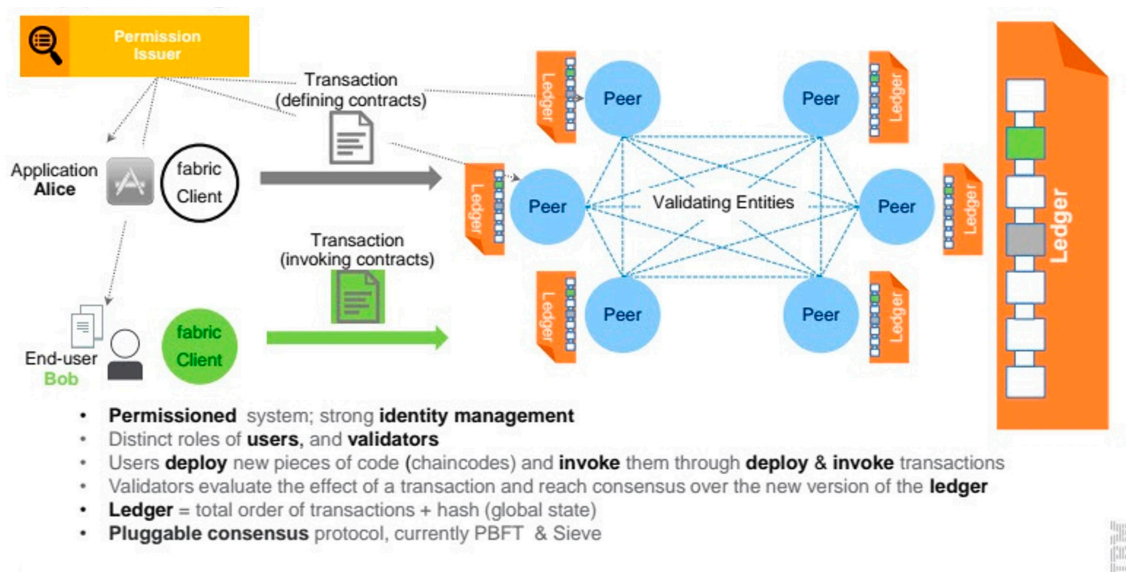 Permission
Issuer
Transaction
(defining contracts)
Application
Alice
fabric
Client
Transaction
(invoking contracts)
End-user
Bob
fabric
Client
Ledger
Peer
Peer
Ledger
Ledger
Peer
Validating Entities
Peer
Ledger
Ledger
Peer
Peer
Ledger
Ledger
• Permissioned system; strong identity management
• Distinct roles of users, and validators
• Users deploy new pieces of code (chaincodes) and invoke them through deploy & invoke transactions
• Validators evaluate the effect of a transaction and reach consensus over the new version of the ledger
• Ledger = total order of transactions + hash (global state)
• Pluggable consensus protocol, currently PBFT & Sieve
IBM